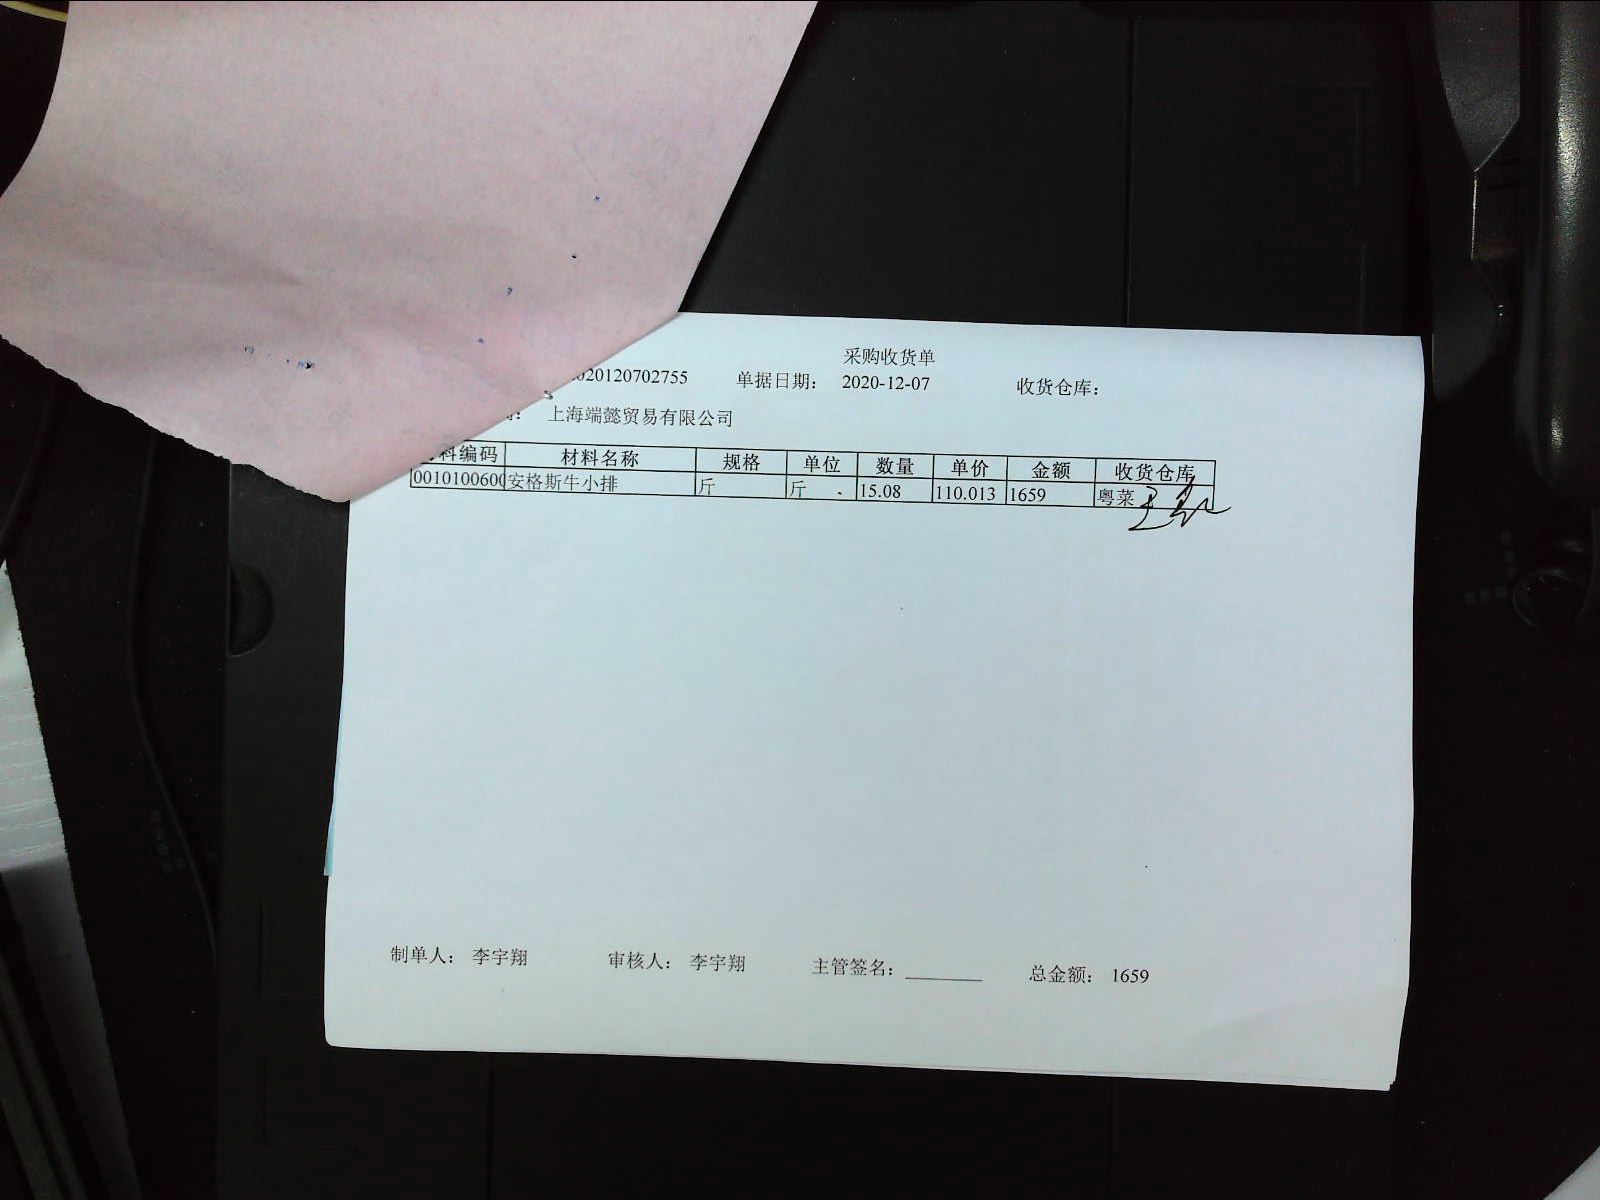 采购收货单
020120702755 单据日期： 2020-12-07 收货仓库：
： 上海端懿贸易有限公司
料编码 材料名称 规格 单位 数量 单价 金额 收货仓库
0010100600 安格斯牛小排 斤 斤 15.08 110.013 1659 粤菜
制单人： 李宇翔 审核人： 李宇翔 主管签名：________ 总金额： 1659